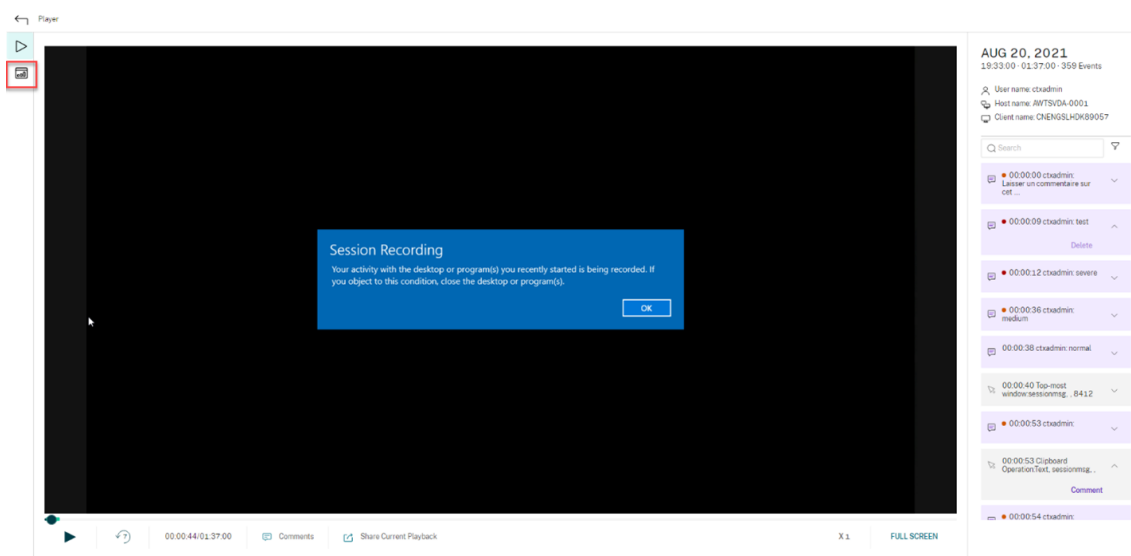 Player
AUG 20, 2021
19:33:00 - 01:37:00 - 359 Events
User name: ctxadmin
Host name: AWTSVDA-0001
Client name: CNENGSLHDK89057
Search
00:00:00 ctxadmin:
Laisser un commentaire sur
cet ...
00:00:09 ctxadmin: test
Delete
00:00:12 ctxadmin: severe
00:00:36 ctxadmin:
medium
00:00:38 ctxadmin: normal
00:00:40 Top-most
window:sessionmsg, , 8412
00:00:53 ctxadmin:
00:00:53 Clipboard
Operation:Text, sessionmsg, ..
Comment
00:00:54 ctxadmin:
Session Recording
Your activity with the desktop or program(s) you recently started is being recorded. If
you object to this condition, close the desktop or program(s).
OK
7
00:00:44/01:37:00
Comments
Share Current Playback
X 1
FULL SCREEN